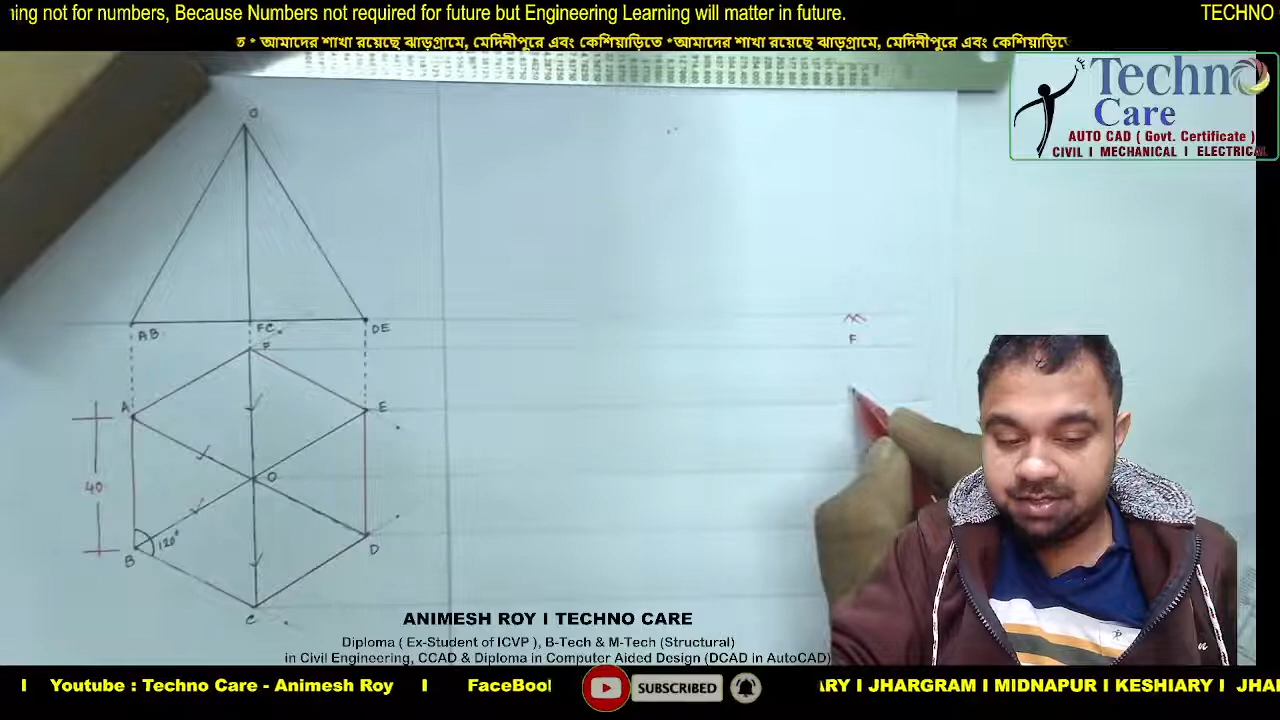 ning not for numbers, Because Numbers not required for future but Engineering Learning will matter in future.
TECHNO
ত * আমাদের শাখা রয়েছে ঝাড়গ্রামে, মেদিনীপুরে এবং কেশিয়াড়িতে *আমাদের শাখা রয়েছে ঝাড়গ্রামে, মেদিনীপুরে এবং কেশিয়াড়িতে
Techno
Care
AUTO CAD ( Govt. Certificate )
CIVIL I MECHANICAL I ELECTRICAL
O
AB
FC
DE
F
F
A
E
O
40
120°
B
D
C
ANIMESH ROY I TECHNO CARE
Diploma ( Ex-Student of ICVP ), B-Tech & M-Tech (Structural)
in Civil Engineering, CCAD & Diploma in Computer Aided Design (DCAD in AutoCAD)
I Youtube : Techno Care - Animesh Roy I FaceBool
SUBSCRIBED
ARY I JHARGRAM I MIDNAPUR I KESHIARY I JHA